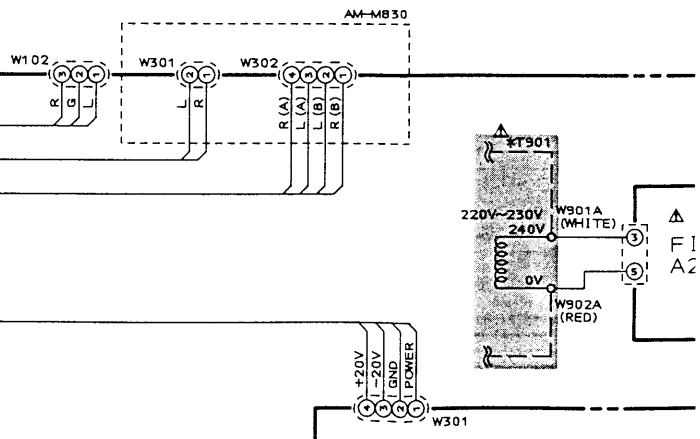 AM-M830
W102 W301 W302
3 2 1 2 1 4 3 2 1
R G L L R R(A) L(A) L(B) R(B)
*T901
220V~230V W901A
240V (WHITE)
3
FI
A2
5
0V
W902A
(RED)
+20V -20V GND POWER
4 3 2 1
W301